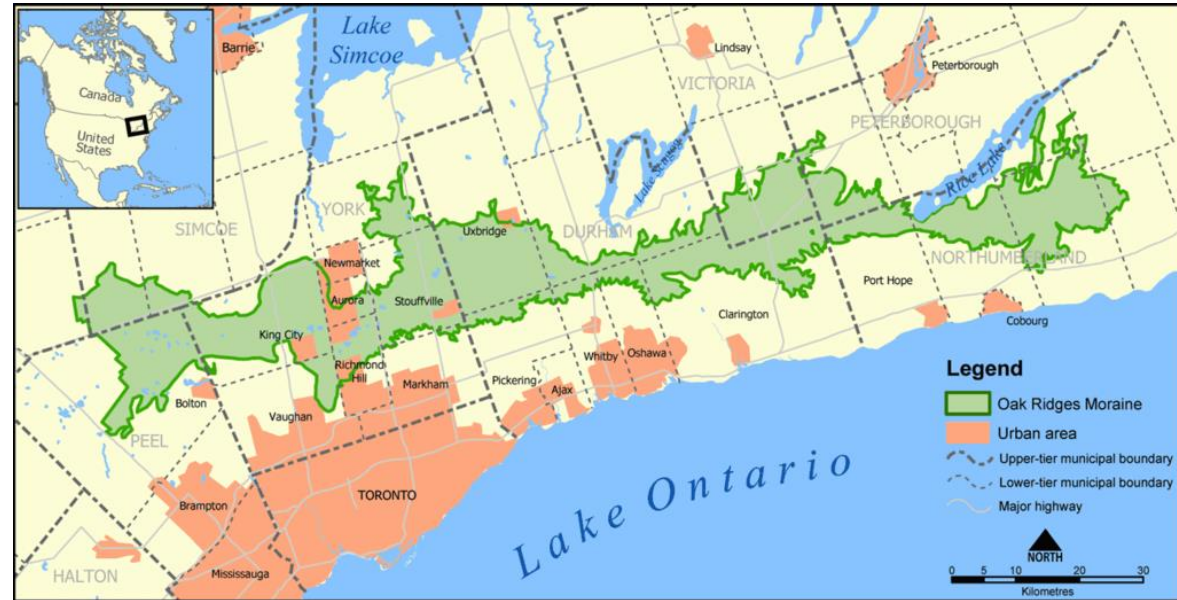 Canada
United
States
Barrie
Lake
Simcoe
Lindsay
VICTORIA
Peterborough
PETERBOROUGH
Rice Lake
Lake Scugog
SIMCOE
YORK
Uxbridge
DURHAM
NORTHUMBERLAND
Newmarket
Aurora
Stouffville
King City
Port Hope
Clarington
Cobourg
Richmond
Hill
Markham
Pickering
Whitby
Oshawa
Ajax
Bolton
Vaughan
PEEL
Brampton
TORONTO
Lake Ontario
Mississauga
HALTON
Legend
Oak Ridges Moraine
Urban area
Upper-tier municipal boundary
Lower-tier municipal boundary
Major highway
NORTH
0 5 10 20 30
Kilometres